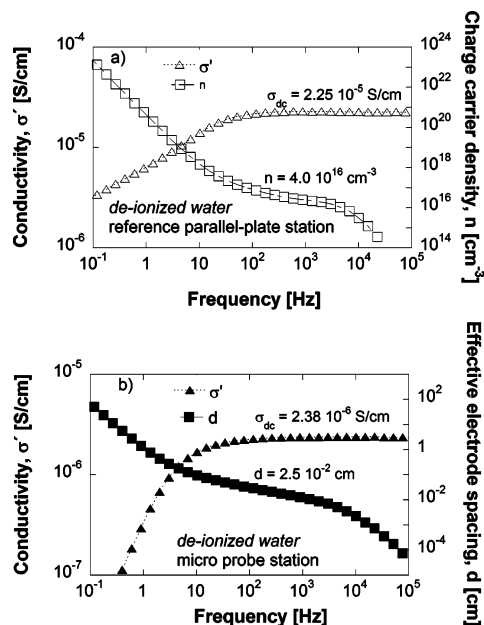 a)
σ'
n
σdc = 2.25 10⁻⁵ S/cm
n = 4.0 10¹⁶ cm⁻³
de-ionized water
reference parallel-plate station
Conductivity, σ´ [S/cm]
10⁻⁴
10⁻⁵
10⁻⁶
Charge carrier density, n [cm⁻³]
10²⁴
10²²
10²⁰
10¹⁸
10¹⁶
10¹⁴
10⁻¹ 1 10¹ 10² 10³ 10⁴ 10⁵
Frequency [Hz]
b)
σ'
d
σdc = 2.38 10⁻⁶ S/cm
d = 2.5 10⁻² cm
de-ionized water
micro probe station
Conductivity, σ´ [S/cm]
10⁻⁵
10⁻⁶
10⁻⁷
Effective electrode spacing, d [cm]
10²
1
10⁻²
10⁻⁴
10⁻¹ 1 10¹ 10² 10³ 10⁴ 10⁵
Frequency [Hz]